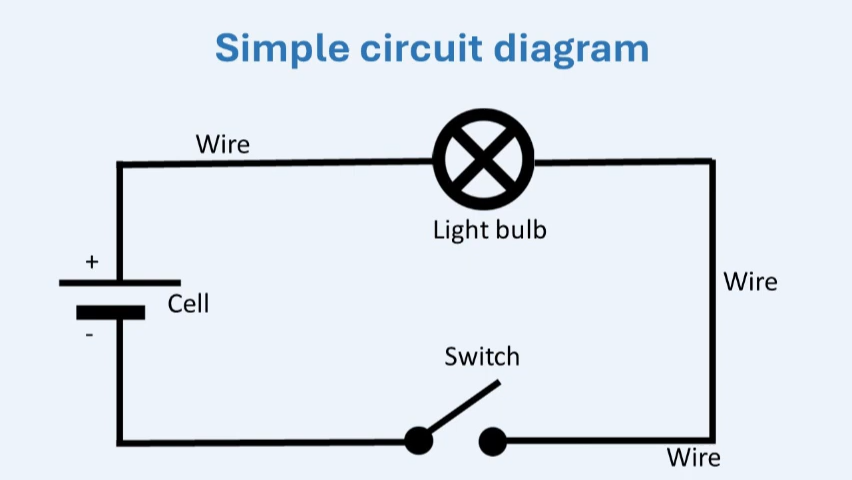 Simple circuit diagram
Wire
Light bulb
+
Cell
-
Wire
Switch
Wire